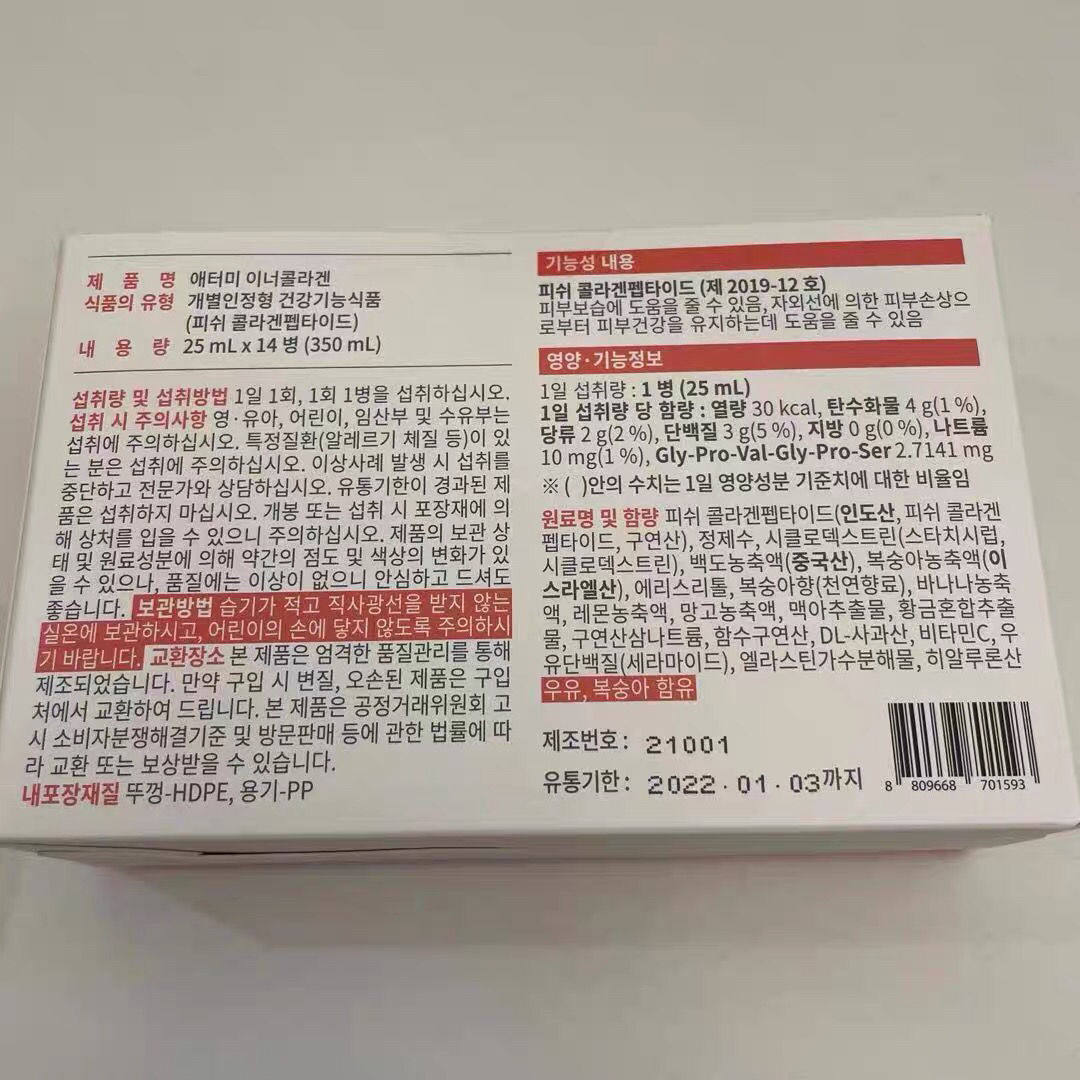 제 품 명 애터미 이너콜라겐
식품의 유형 개별인정형 건강기능식품
(피쉬 콜라겐펩타이드)
내 용 량 25 mL x 14 병 (350 mL)
섭취량 및 섭취방법 1일 1회, 1회 1병을 섭취하십시오.
섭취 시 주의사항 영·유아, 어린이, 임산부 및 수유부는
섭취에 주의하십시오. 특정질환(알레르기 체질 등)이 있
는 분은 섭취에 주의하십시오. 이상사례 발생 시 섭취를
중단하고 전문가와 상담하십시오. 유통기한이 경과된 제
품은 섭취하지 마십시오. 개봉 또는 섭취 시 포장재에 의
해 상처를 입을 수 있으니 주의하십시오. 제품의 보관 상
태 및 원료성분에 의해 약간의 점도 및 색상의 변화가 있
을 수 있으나, 품질에는 이상이 없으니 안심하고 드셔도
좋습니다. 보관방법 습기가 적고 직사광선을 받지 않는
실온에 보관하시고, 어린이의 손에 닿지 않도록 주의하시
기 바랍니다. 교환장소 본 제품은 엄격한 품질관리를 통해
제조되었습니다. 만약 구입 시 변질, 오손된 제품은 구입
처에서 교환하여 드립니다. 본 제품은 공정거래위원회 고
시 소비자분쟁해결기준 및 방문판매 등에 관한 법률에 따
라 교환 또는 보상받을 수 있습니다.
내포장재질 뚜껑-HDPE, 용기-PP
기능성 내용
피쉬 콜라겐펩타이드 (제 2019-12 호)
피부보습에 도움을 줄 수 있음, 자외선에 의한 피부손상으
로부터 피부건강을 유지하는데 도움을 줄 수 있음
영양·기능정보
1일 섭취량 : 1 병 (25 mL)
1일 섭취량 당 함량 : 열량 30 kcal, 탄수화물 4 g(1 %),
당류 2 g(2 %), 단백질 3 g(5 %), 지방 0 g(0 %), 나트륨
10 mg(1 %), Gly-Pro-Val-Gly-Pro-Ser 2.7141 mg
※ ( )안의 수치는 1일 영양성분 기준치에 대한 비율임
원료명 및 함량 피쉬 콜라겐펩타이드(인도산, 피쉬 콜라겐
펩타이드, 구연산), 정제수, 시클로덱스트린(스타치시럽,
시클로덱스트린), 백도농축액(중국산), 복숭아농축액(이
스라엘산), 에리스리톨, 복숭아향(천연향료), 바나나농축
액, 레몬농축액, 망고농축액, 맥아추출물, 황금혼합추출
물, 구연산삼나트륨, 함수구연산, DL-사과산, 비타민C, 우
유단백질(세라마이드), 엘라스틴가수분해물, 히알루론산
우유, 복숭아 함유
제조번호 : 21001
유통기한 : 2022.01.03까지
8 809668 701593